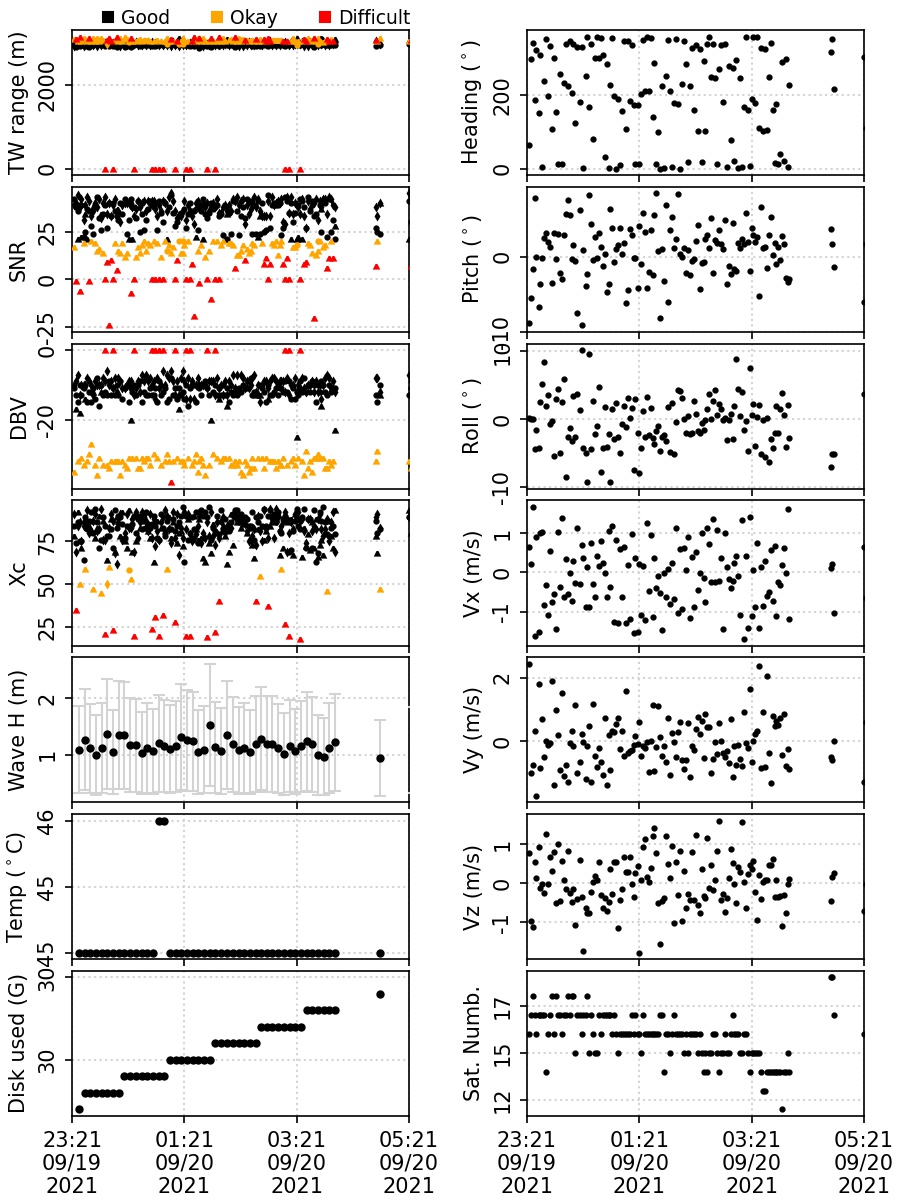 Good Okay Difficult
TW range (m)
2000
0
SNR
25
0
-25
DBV
0
-20
Xc
75
50
25
Wave H (m)
2
1
Temp (°C)
46
45
45
Disk used (G)
30
30
23:21 01:21 03:21 05:21
09/19 09/20 09/20 09/20
2021 2021 2021 2021
Heading (°)
200
0
Pitch (°)
0
-10
Roll (°)
10
0
-10
Vx (m/s)
1
0
-1
Vy (m/s)
2
0
Vz (m/s)
1
0
-1
Sat. Numb.
17
15
12
23:21 01:21 03:21 05:21
09/19 09/20 09/20 09/20
2021 2021 2021 2021